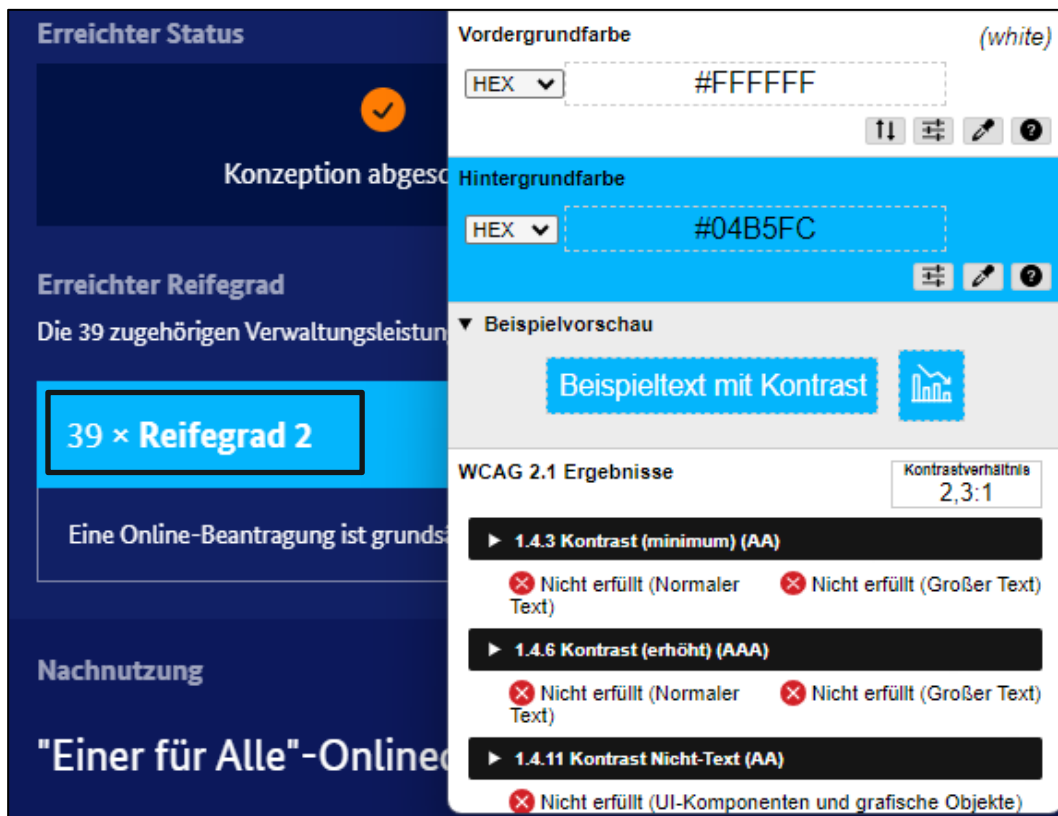 Erreichter Status
Konzeption abgesc
Erreichter Reifegrad
Die 39 zugehörigen Verwaltungsleistun
39 × Reifegrad 2
Eine Online-Beantragung ist grundsä
Nachnutzung
"Einer für Alle"-Onlined
Vordergrundfarbe
(white)
HEX
#FFFFFF
Hintergrundfarbe
HEX
#04B5FC
▼ Beispielvorschau
Beispieltext mit Kontrast
WCAG 2.1 Ergebnisse
Kontrastverhältnis
2,3:1
► 1.4.3 Kontrast (minimum) (AA)
Nicht erfüllt (Normaler
Text)
Nicht erfüllt (Großer Text)
► 1.4.6 Kontrast (erhöht) (AAA)
Nicht erfüllt (Normaler
Text)
Nicht erfüllt (Großer Text)
► 1.4.11 Kontrast Nicht-Text (AA)
Nicht erfüllt (UI-Komponenten und grafische Objekte)